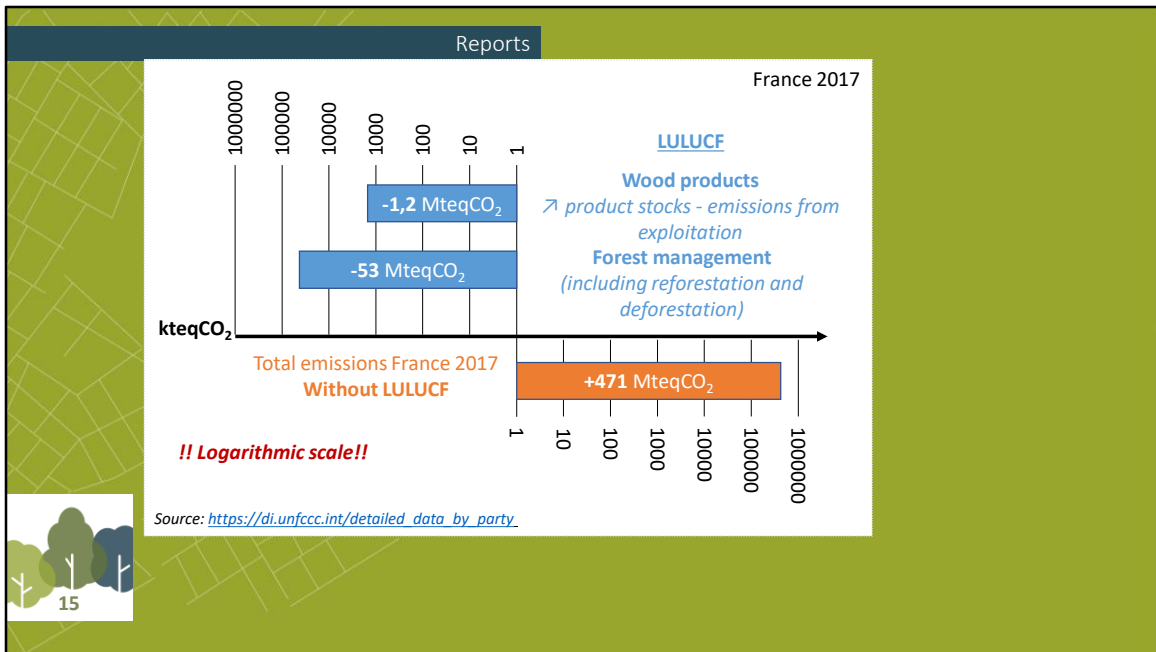 Reports
France 2017
1000000
100000
10000
1000
100
10
1
LULUCF
Wood products
↗ product stocks - emissions from
exploitation
Forest management
(including reforestation and
deforestation)
-1,2 MteqCO₂
-53 MteqCO₂
kteqCO₂
Total emissions France 2017
Without LULUCF
+471 MteqCO₂
1
10
100
1000
10000
100000
1000000
!! Logarithmic scale!!
Source: https://di.unfccc.int/detailed_data_by_party
15